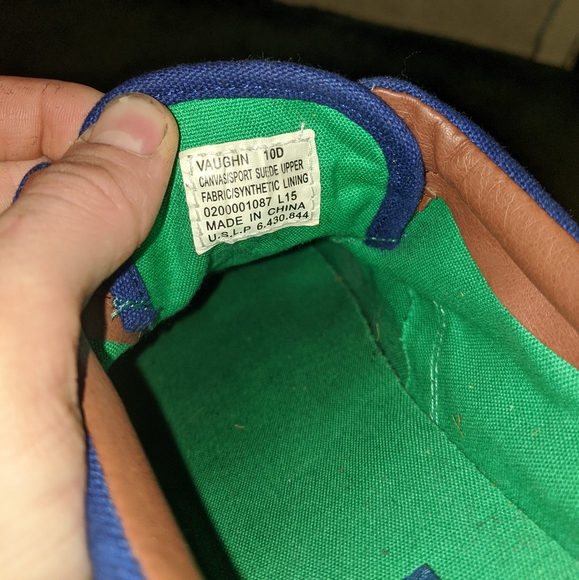 VAUGHN 10D
CANVAS/SPORT SUEDE UPPER
FABRIC/SYNTHETIC LINING
0200001087 L15
MADE IN CHINA
U.S.L.P 6.430.844